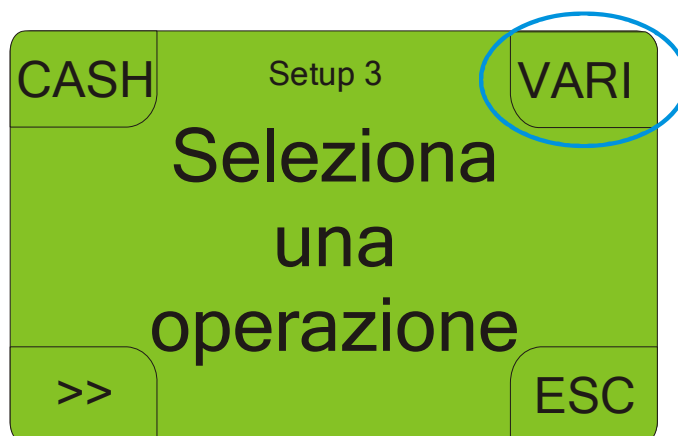 CASH Setup 3 VARI
Seleziona
una
operazione
>> ESC